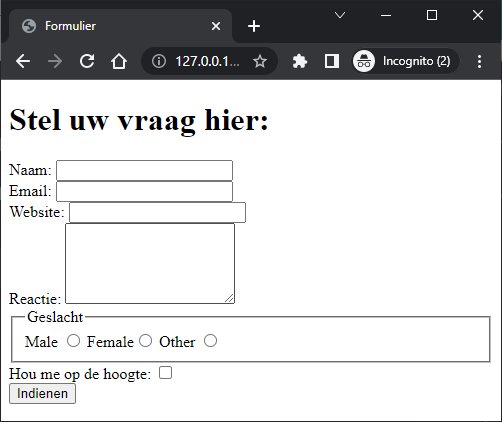 Formulier
127.0.0.1... Incognito (2)
Stel uw vraag hier:
Naam:
Email:
Website:
Reactie:
Geslacht
Male Female Other
Hou me op de hoogte:
Indienen